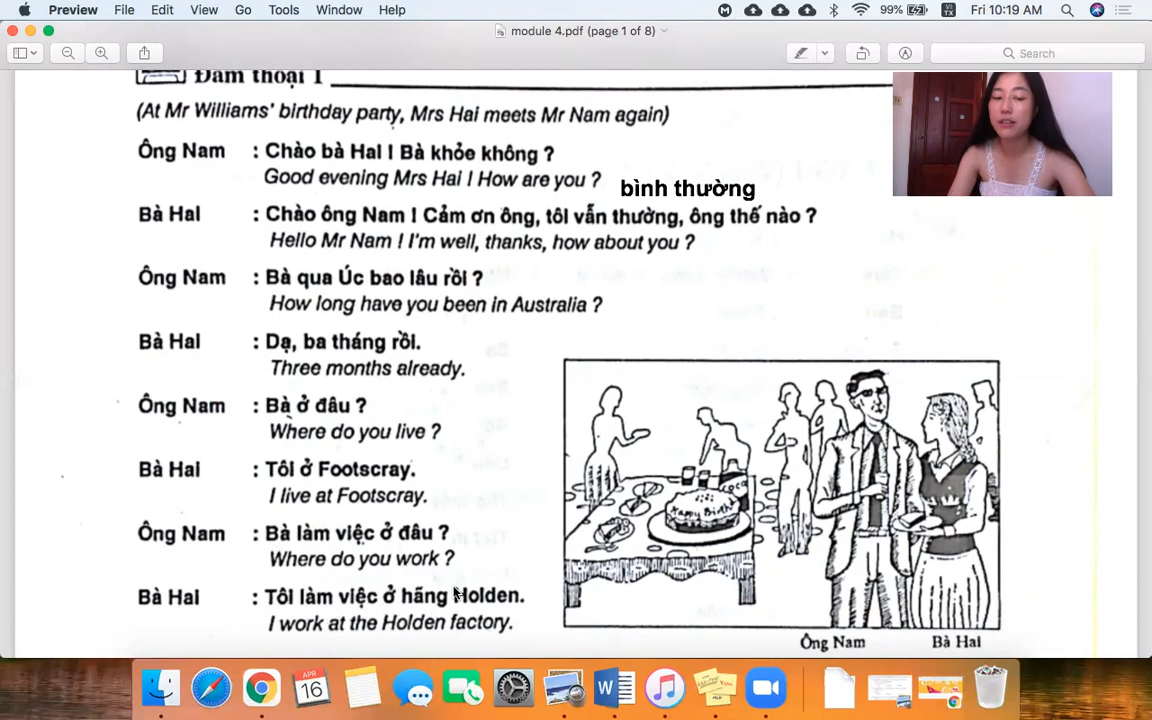 Preview File Edit View Go Tools Window Help 99% VI TX Fri 10:19 AM
module 4.pdf (page 1 of 8)
Search
Đàm thoại 1
(At Mr Williams' birthday party, Mrs Hai meets Mr Nam again)
Ông Nam : Chào bà Hai ! Bà khỏe không ?
Good evening Mrs Hai ! How are you ?
bình thường
Bà Hai : Chào ông Nam ! Cảm ơn ông, tôi vẫn thường, ông thế nào ?
Hello Mr Nam ! I'm well, thanks, how about you ?
Ông Nam : Bà qua Úc bao lâu rồi ?
How long have you been in Australia ?
Bà Hai : Dạ, ba tháng rồi.
Three months already.
Ông Nam : Bà ở đâu ?
Where do you live ?
Bà Hai : Tôi ở Footscray.
I live at Footscray.
Ông Nam : Bà làm việc ở đâu ?
Where do you work ?
Bà Hai : Tôi làm việc ở hãng Holden.
I work at the Holden factory.
Happy Birth
Ông Nam Bà Hai
APR
16